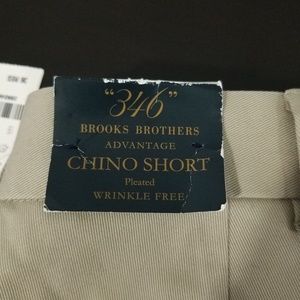 "346"
BROOKS BROTHERS
ADVANTAGE
CHINO SHORT
Pleated
WRINKLE FREE